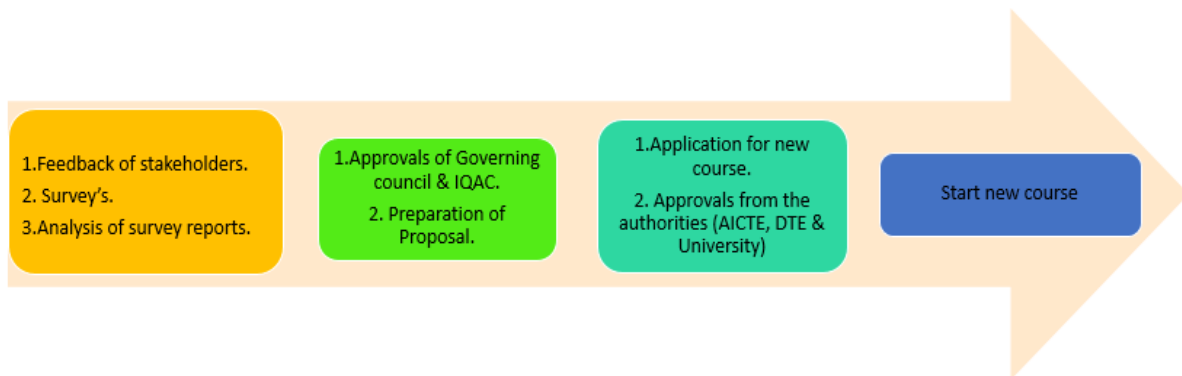 1.Feedback of stakeholders.
2. Survey’s.
3.Analysis of survey reports.
1.Approvals of Governing
council & IQAC.
2. Preparation of
Proposal.
1.Application for new
course.
2. Approvals from the
authorities (AICTE, DTE &
University)
Start new course